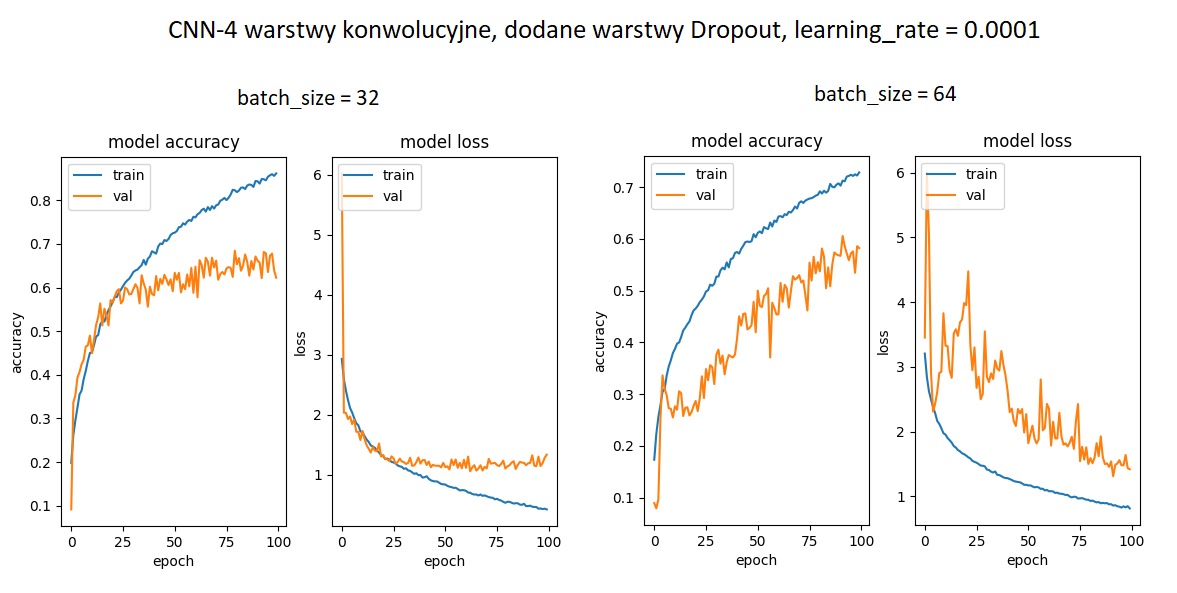 CNN-4 warstwy konwolucyjne, dodane warstwy Dropout, learning_rate = 0.0001
batch_size = 32
model accuracy
train
val
accuracy
0.8
0.7
0.6
0.5
0.4
0.3
0.2
0.1
0 25 50 75 100
epoch
model loss
train
val
loss
6
5
4
3
2
1
0 25 50 75 100
epoch
batch_size = 64
model accuracy
train
val
accuracy
0.7
0.6
0.5
0.4
0.3
0.2
0.1
0 25 50 75 100
epoch
model loss
train
val
loss
6
5
4
3
2
1
0 25 50 75 100
epoch